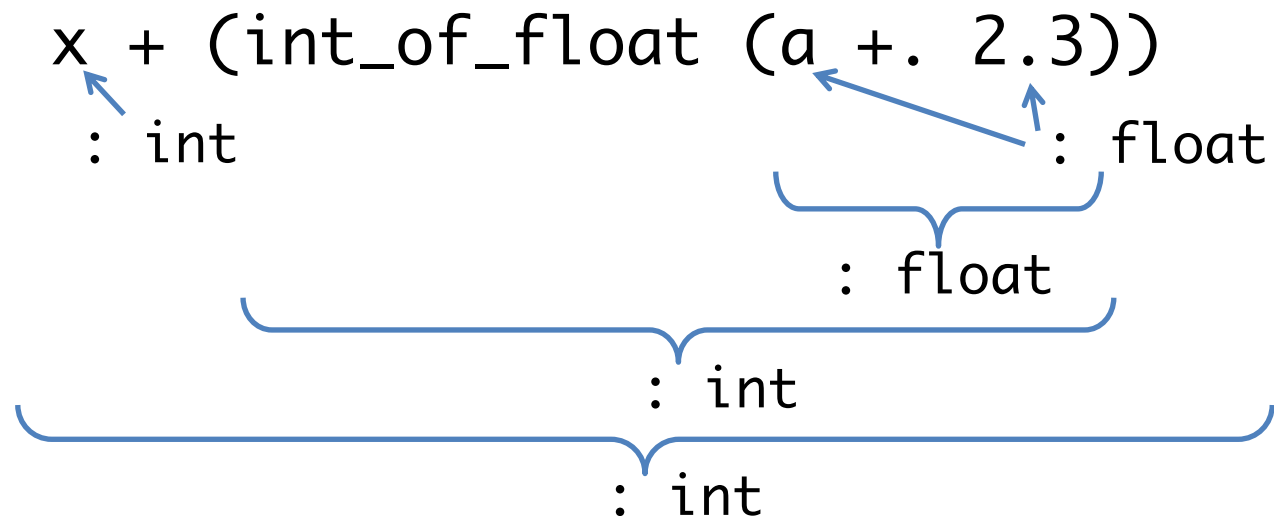 x + (int_of_float (a +. 2.3))
: int : float
: float
: int
: int